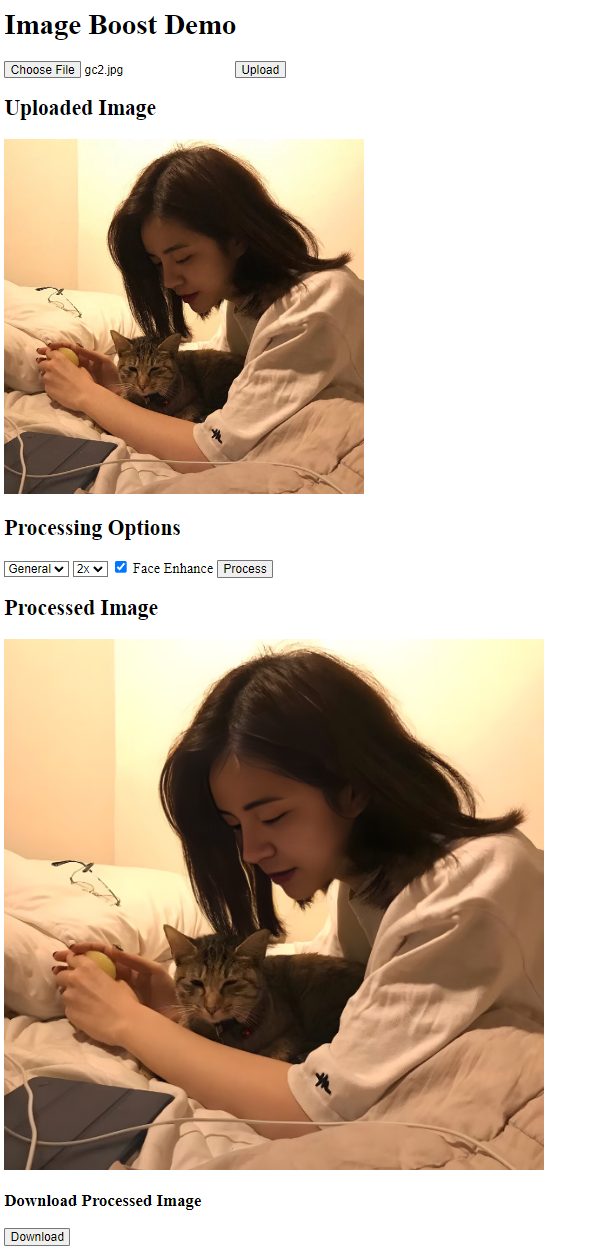 Image Boost Demo
Choose File gc2.jpg Upload
Uploaded Image
Processing Options
General 2x Face Enhance Process
Processed Image
Download Processed Image
Download